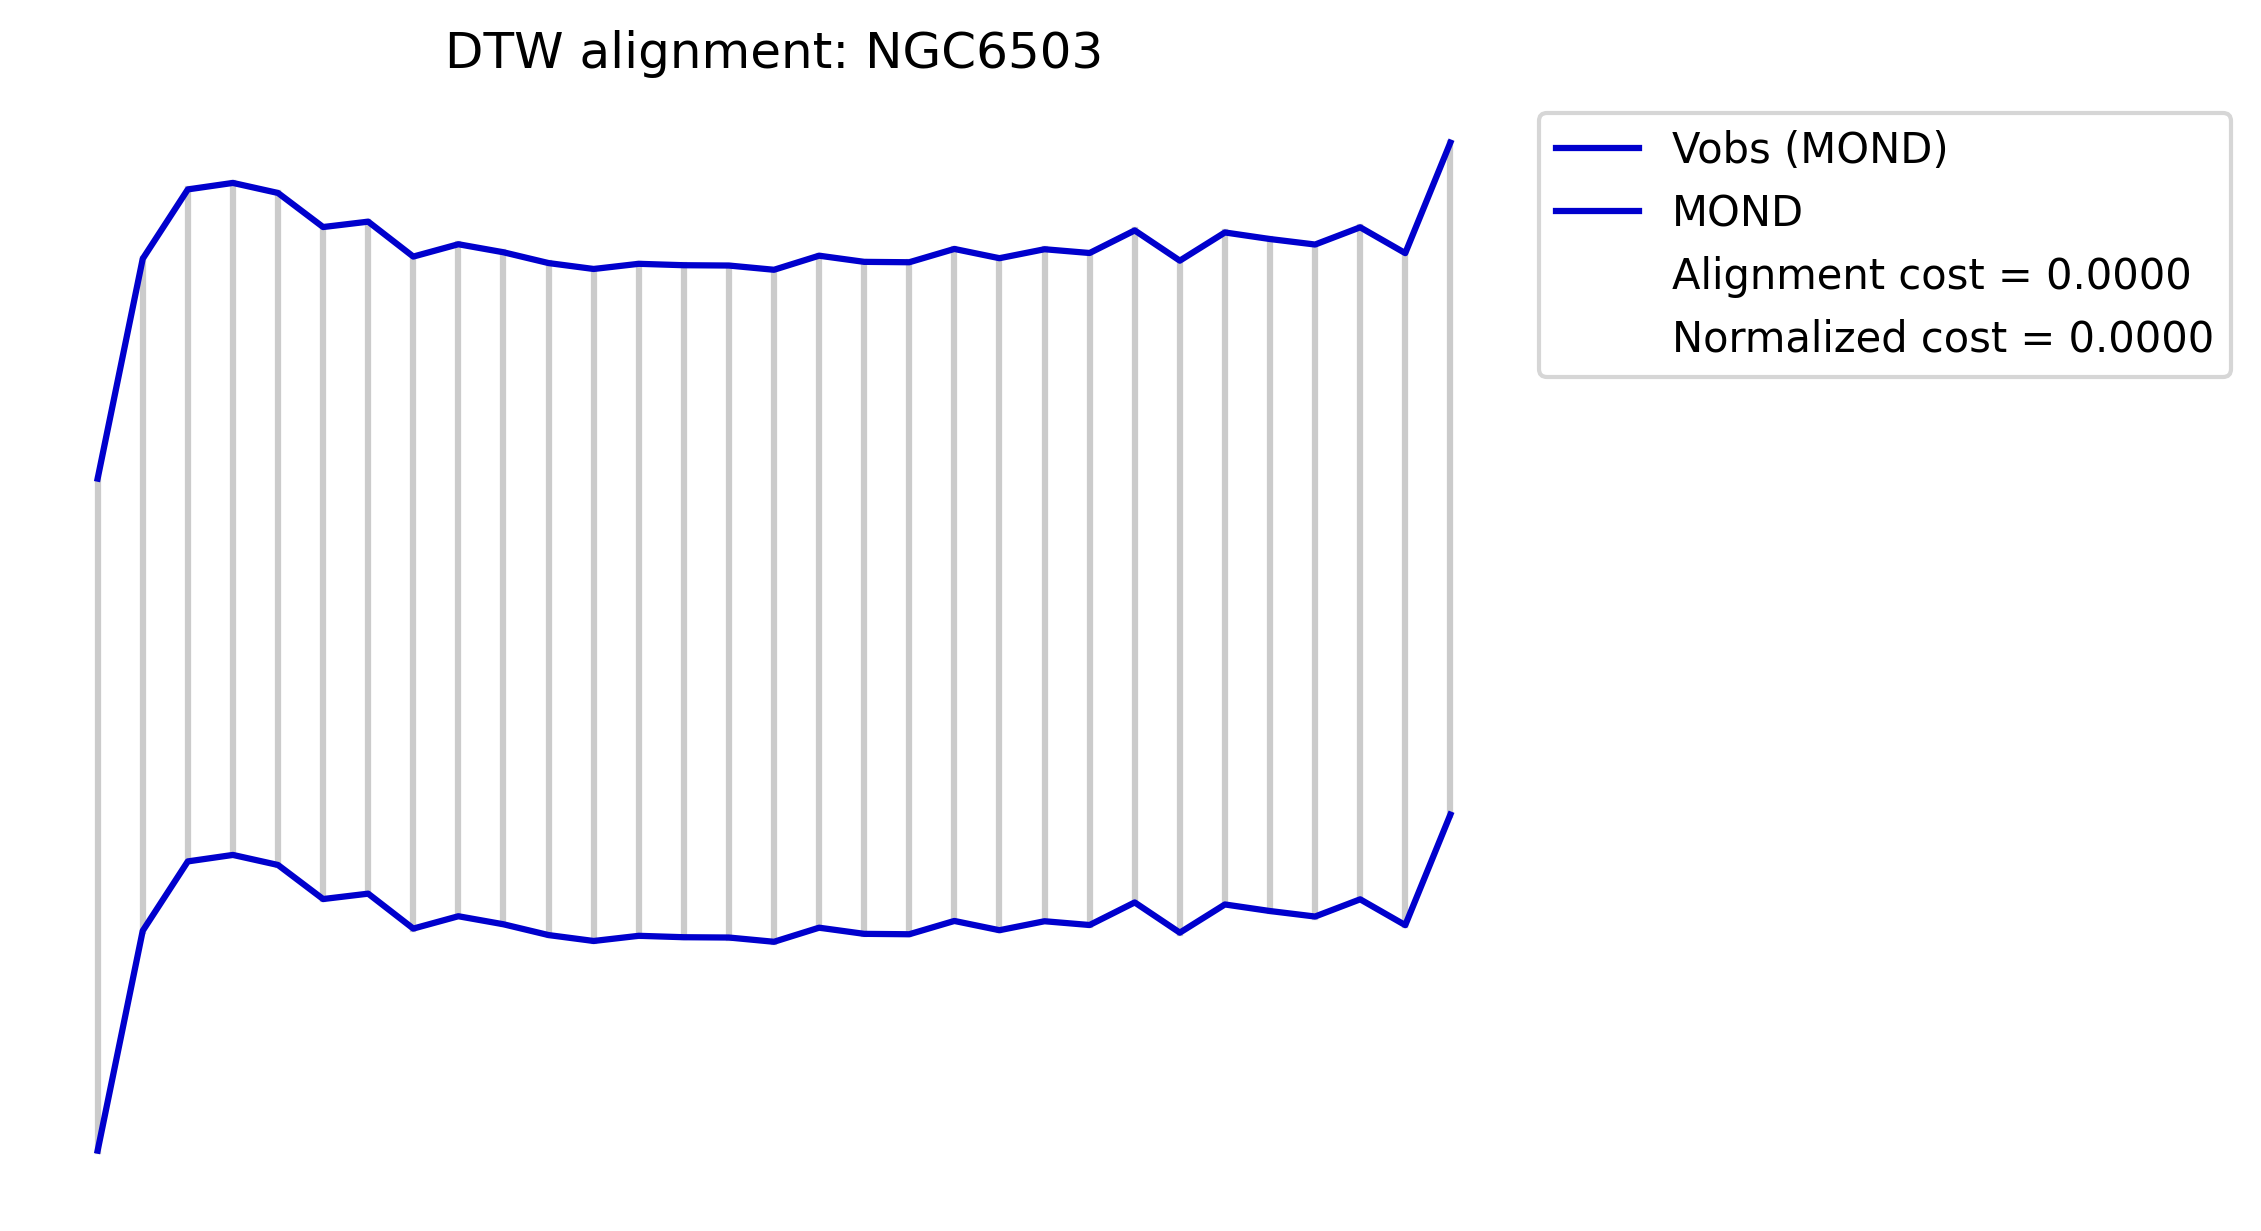 DTW alignment: NGC6503
Vobs (MOND)
MOND
Alignment cost = 0.0000
Normalized cost = 0.0000